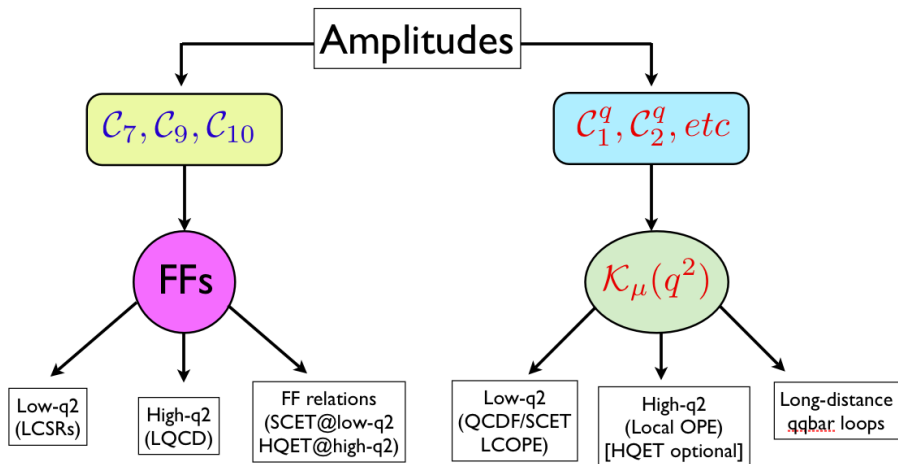 Amplitudes
𝒞₇, 𝒞₉, 𝒞₁₀
𝒞₁^q, 𝒞₂^q, etc
FFs
𝒦_μ(q²)
Low-q2
(LCSRs)
High-q2
(LQCD)
FF relations
(SCET@low-q2
HQET@high-q2)
Low-q2
(QCDF/SCET
LCOPE)
High-q2
(Local OPE)
[HQET optional]
Long-distance
qqbar loops